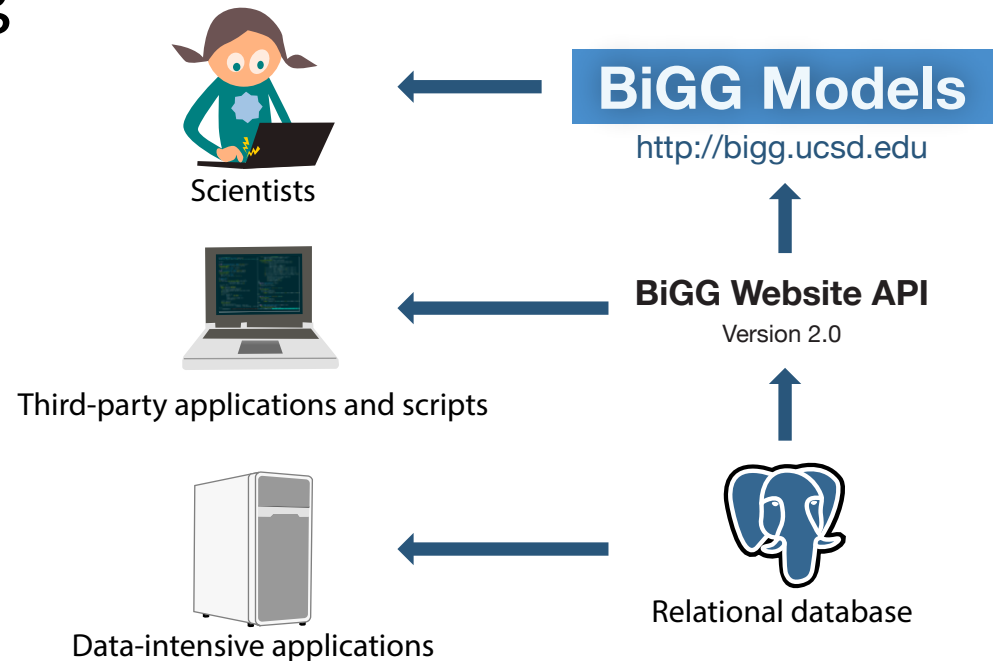 BiGG Models
http://bigg.ucsd.edu
Scientists
BiGG Website API
Version 2.0
Third-party applications and scripts
Relational database
Data-intensive applications